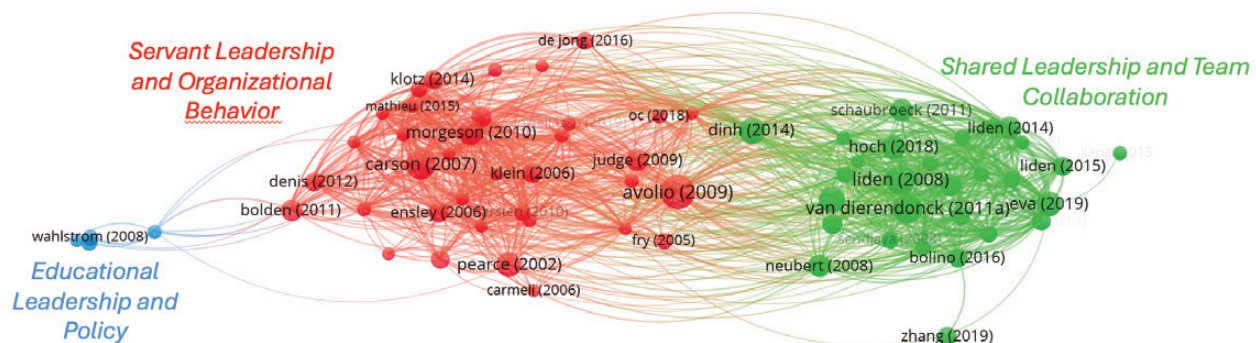 Servant Leadership
and Organizational
Behavior
de jong (2016)
Shared Leadership and Team
Collaboration
klotz (2014)
mathieu (2015)
morgeson (2010)
oc (2018)
dinh (2014)
schaubroeck (2011)
liden (2014)
hoch (2018)
liden (2015)
jiang (2015
carson (2007)
klein (2006)
judge (2009)
liden (2008)
denis (2012)
avolio (2009)
bolden (2011)
ensley (2006)
van dierendonck (2011a)
eva (2019)
wahlstrom (2008)
fry (2005)
pearce (2002)
neubert (2008)
bolino (2016)
carmeli (2006)
Educational
Leadership and
Policy
zhang (2019)